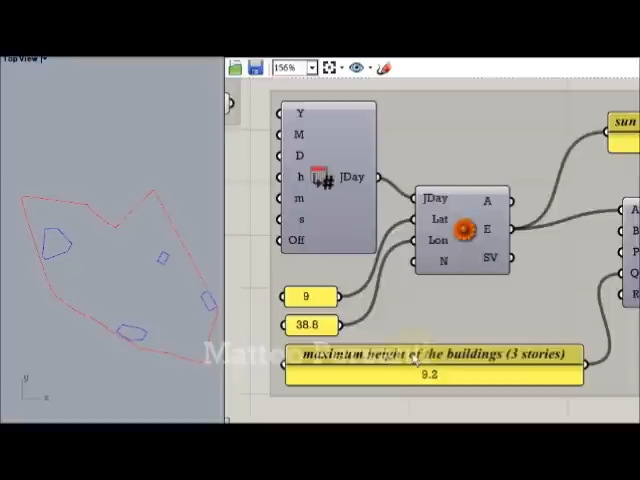 Top View
156%
Y
M
D
h
m
s
Off
JDay
JDay
Lat
Lon
N
A
E
SV
sun
A
B
P
Q
R
9
38.8
maximum height of the buildings (3 stories)
9.2
Matteo
y
x